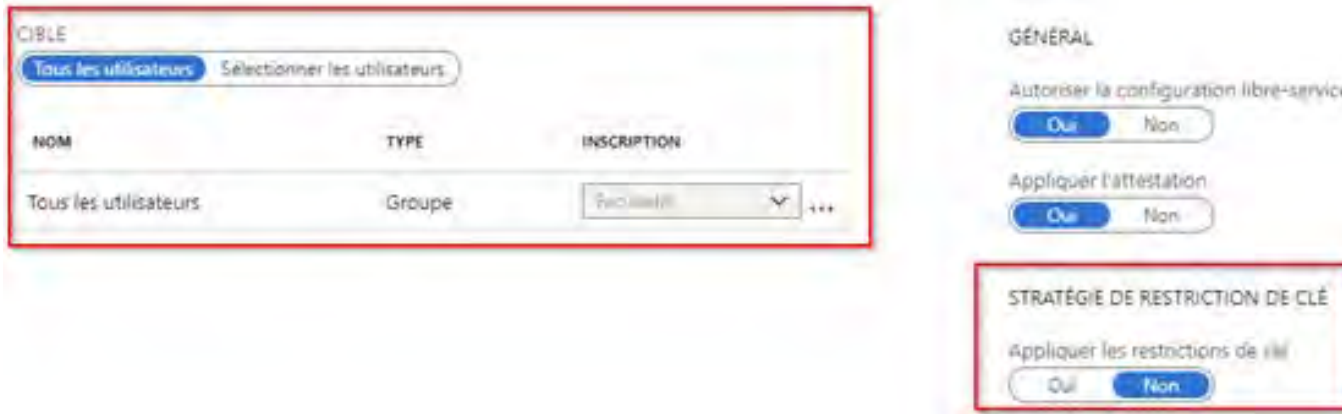 CIBLE
Tous les utilisateurs Sélectionner les utilisateurs
NOM TYPE INSCRIPTION
Tous les utilisateurs Groupe
...
GÉNÉRAL
Autoriser la configuration libre-service
Oui Non
Appliquer l'attestation
Oui Non
STRATÉGIE DE RESTRICTION DE CLÉ
Appliquer les restrictions de clé
Oui Non